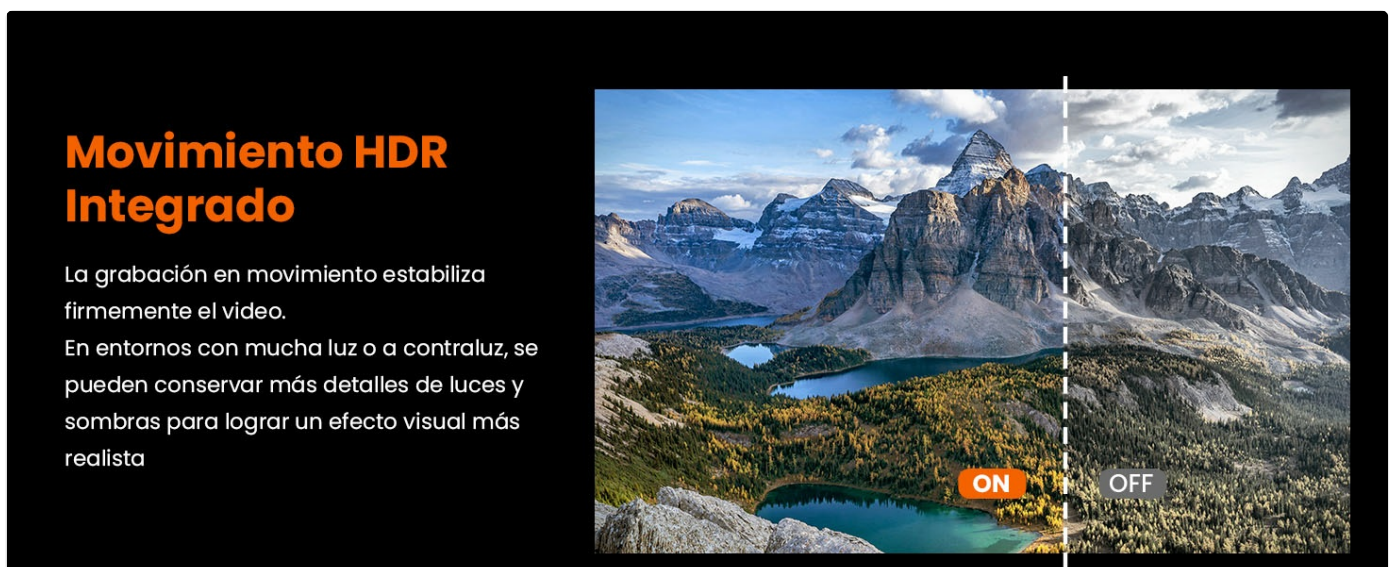 Movimiento HDR
Integrado
La grabación en movimiento estabiliza
firmemente el video.
En entornos con mucha luz o a contraluz, se
pueden conservar más detalles de luces y
sombras para lograr un efecto visual más
realista
ON
OFF